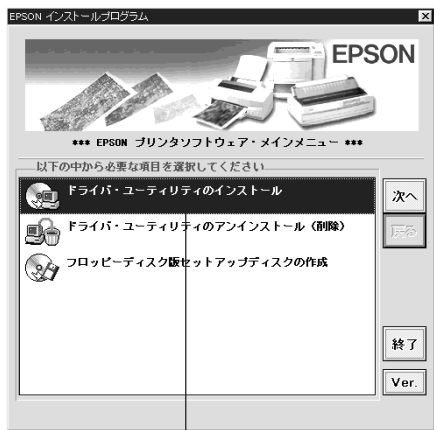 EPSON インストールプログラム
EPSON
*** EPSON プリンタソフトウェア・メインメニュー ***
以下の中から必要な項目を選択してください
ドライバ・ユーティリティのインストール
ドライバ・ユーティリティのアンインストール（削除）
フロッピーディスク版セットアップディスクの作成
次へ
戻る
終了
Ver.